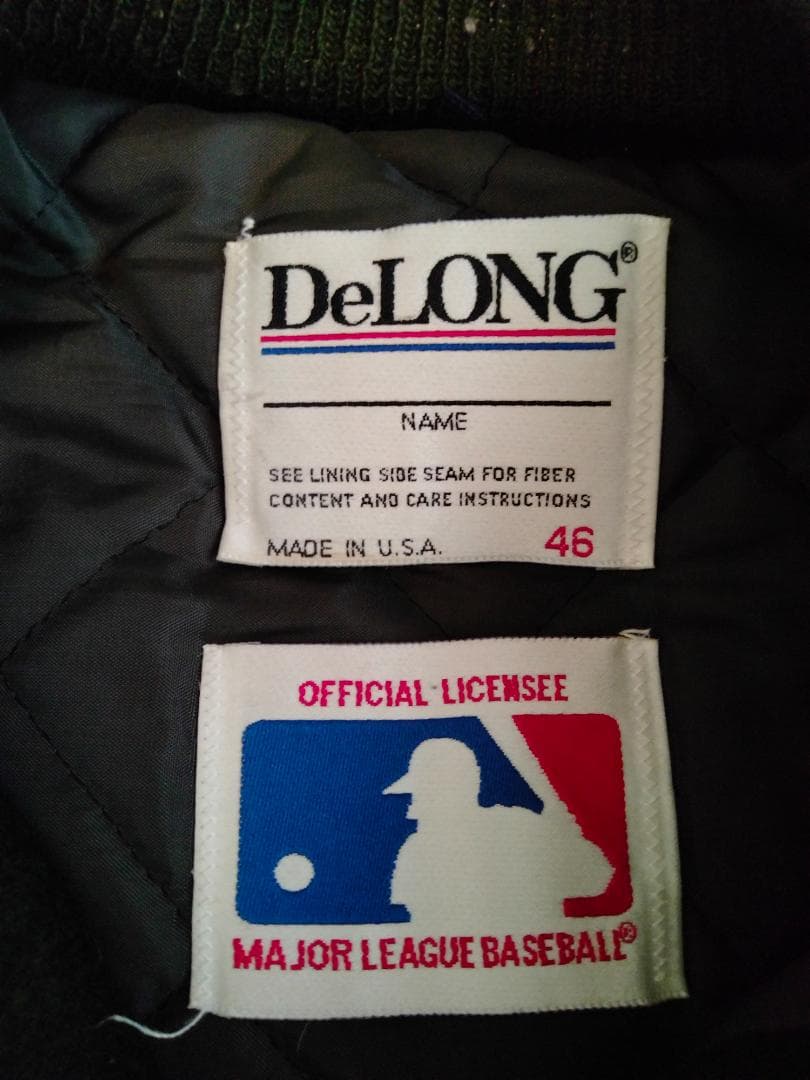 DeLONG®
NAME
SEE LINING SIDE SEAM FOR FIBER
CONTENT AND CARE INSTRUCTIONS
MADE IN U.S.A. 46
OFFICIAL LICENSEE
MAJOR LEAGUE BASEBALL®